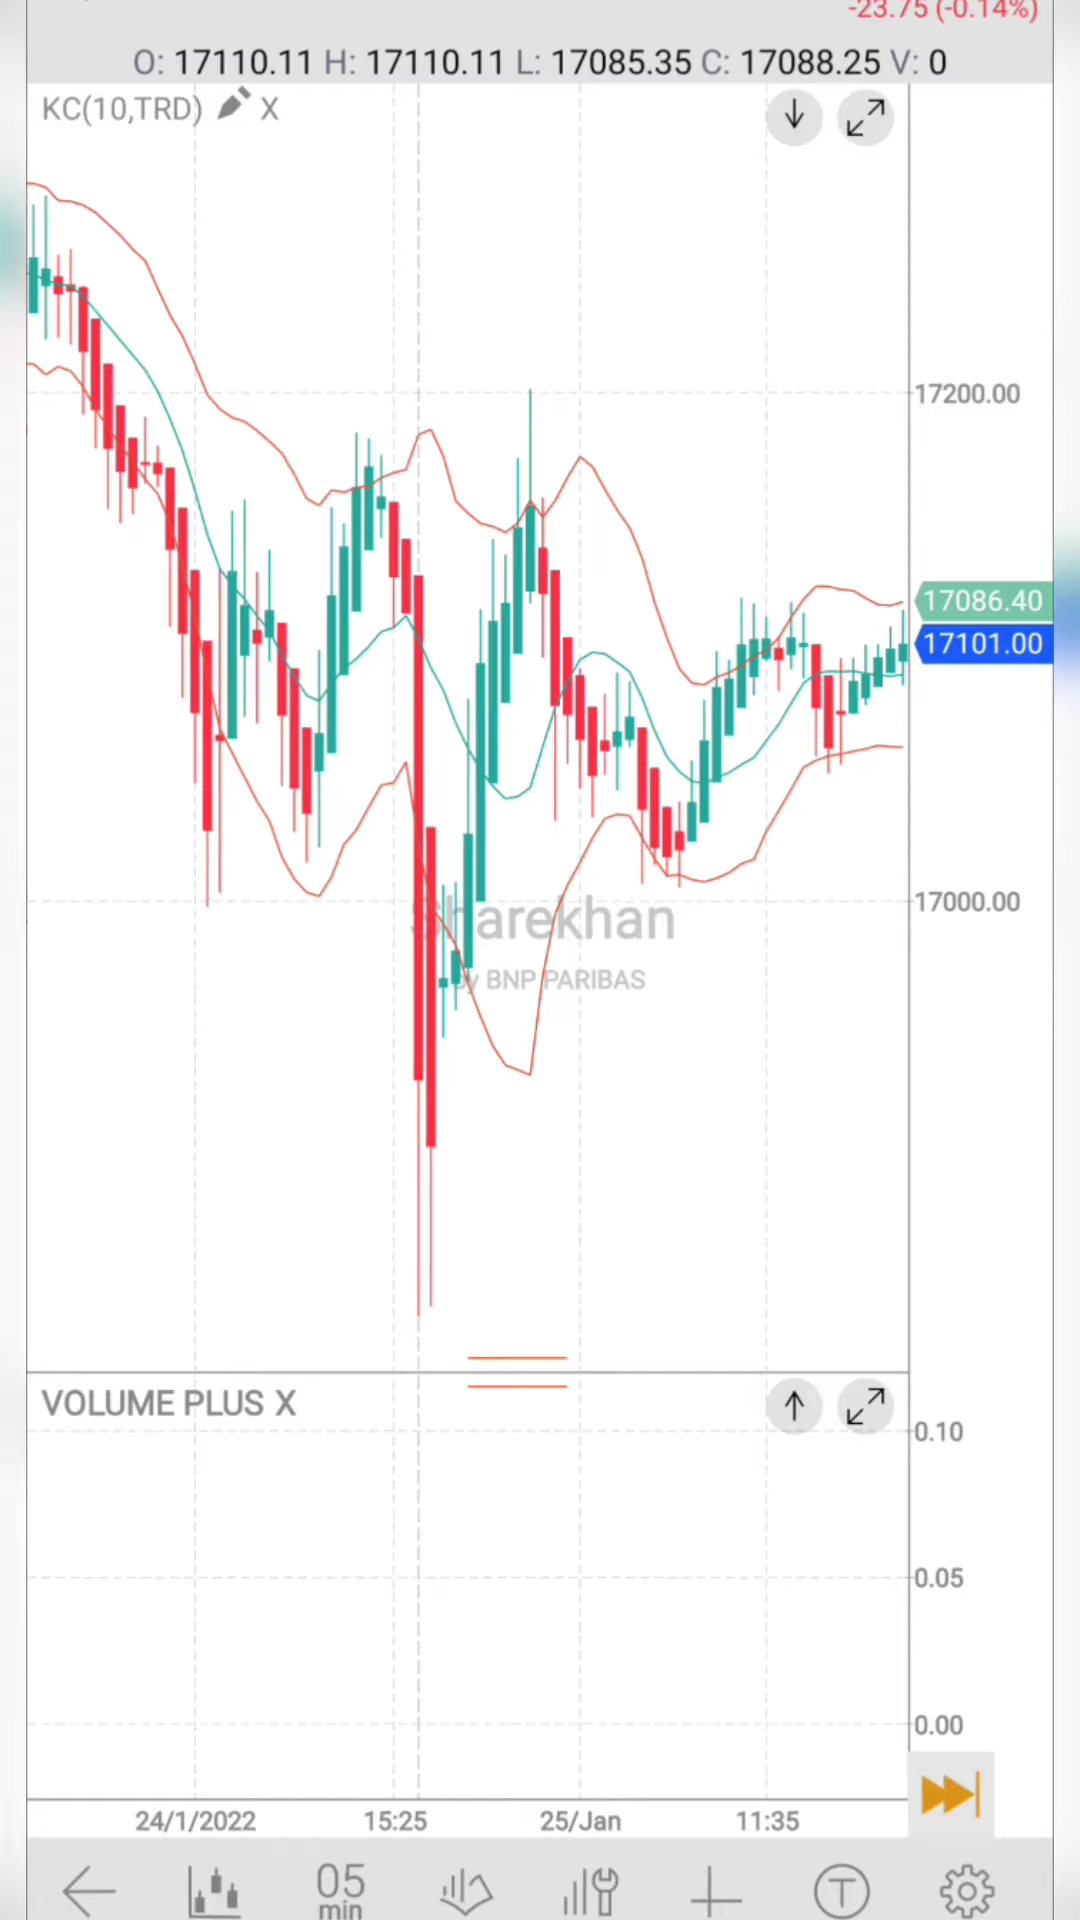 -23.75 (-0.14%)
O: 17110.11 H: 17110.11 L: 17085.35 C: 17088.25 V: 0
KC(10,TRD) X
17200.00
17086.40
17101.00
17000.00
Sharekhan
by BNP PARIBAS
VOLUME PLUS X
0.10
0.05
0.00
24/1/2022 15:25 25/Jan 11:35
05
min
T